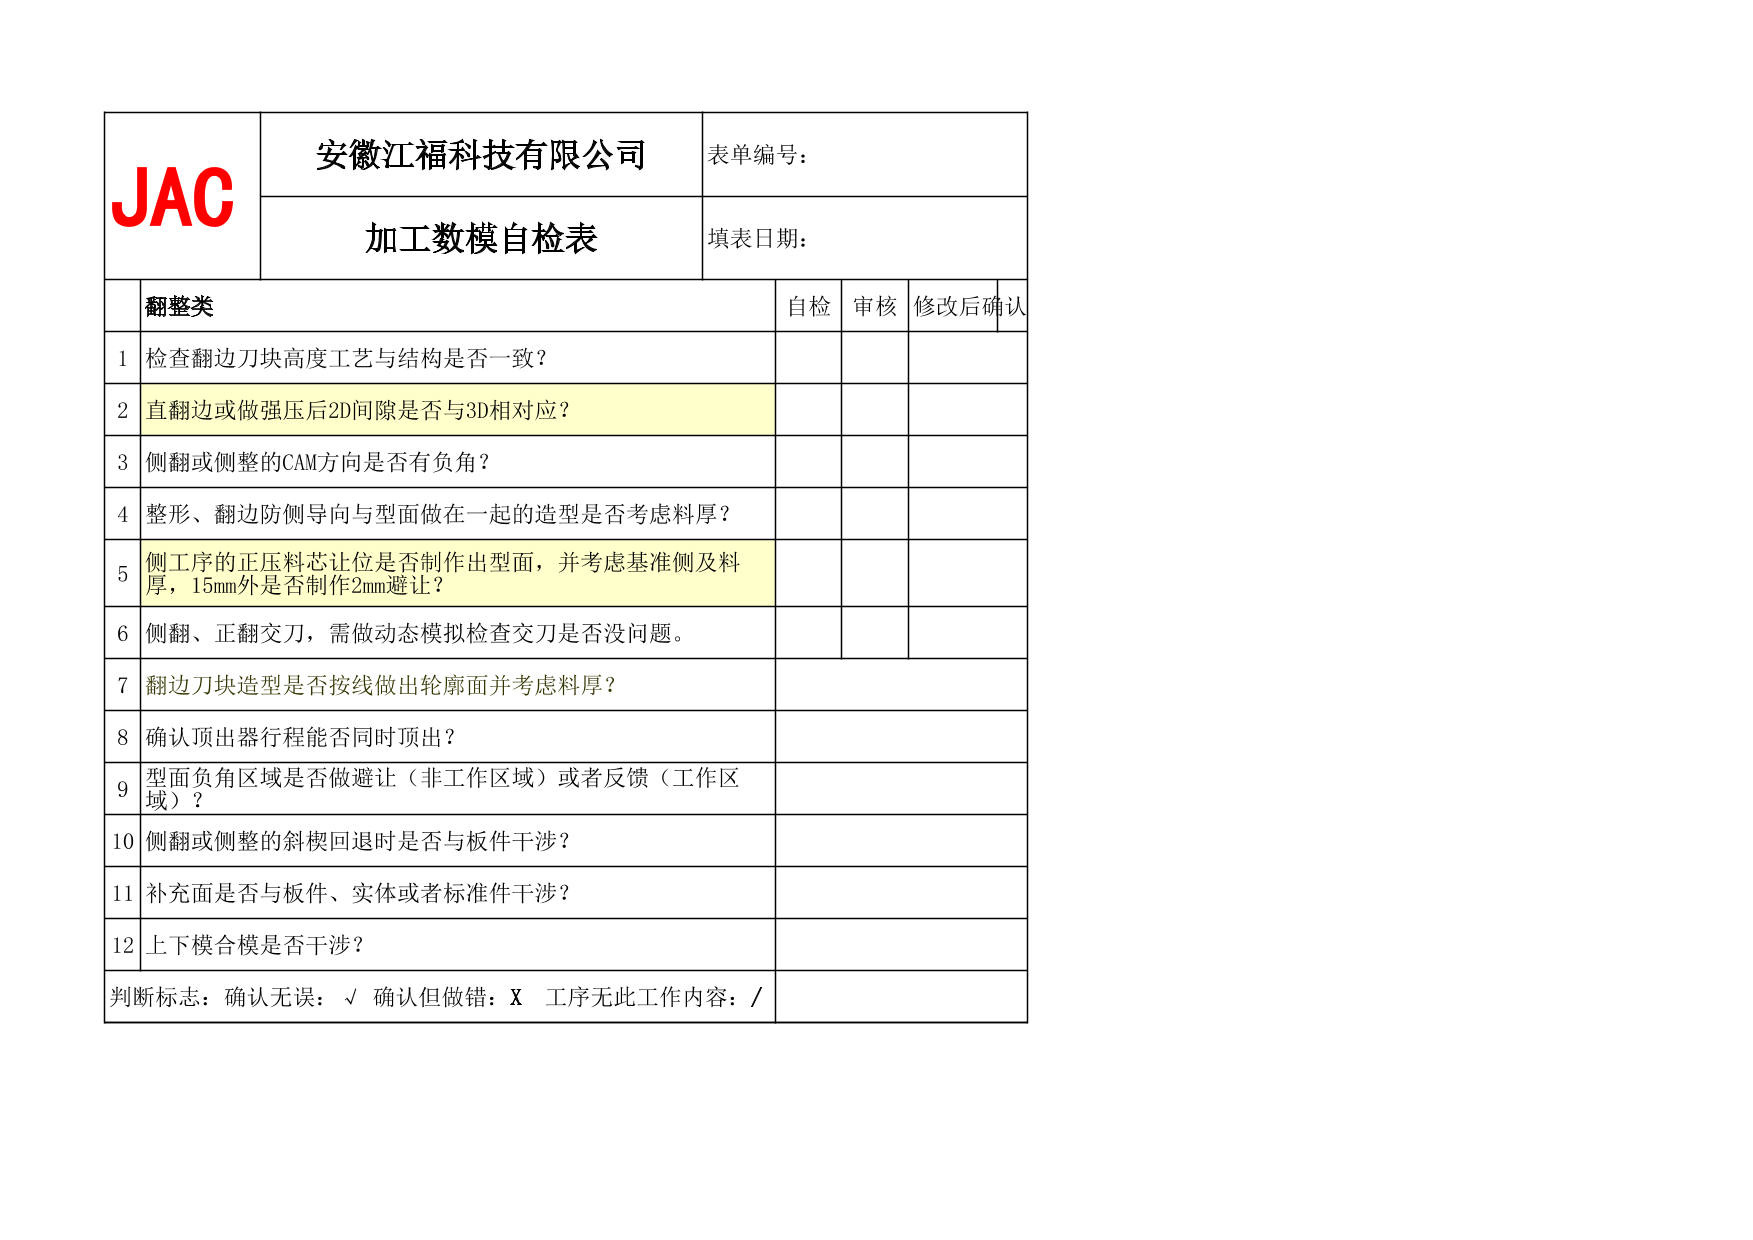 JAC
安徽江福科技有限公司
表单编号：
加工数模自检表
填表日期：
翻整类 自检 审核 修改后确认
1 检查翻边刀块高度工艺与结构是否一致？
2 直翻边或做强压后2D间隙是否与3D相对应？
3 侧翻或侧整的CAM方向是否有负角？
4 整形、翻边防侧导向与型面做在一起的造型是否考虑料厚？
5 侧工序的正压料芯让位是否制作出型面，并考虑基准侧及料
厚，15mm外是否制作2mm避让？
6 侧翻、正翻交刀，需做动态模拟检查交刀是否没问题。
7 翻边刀块造型是否按线做出轮廓面并考虑料厚？
8 确认顶出器行程能否同时顶出？
9 型面负角区域是否做避让（非工作区域）或者反馈（工作区
域）？
10 侧翻或侧整的斜楔回退时是否与板件干涉？
11 补充面是否与板件、实体或者标准件干涉？
12 上下模合模是否干涉？
判断标志：确认无误： √ 确认但做错：X 工序无此工作内容：/